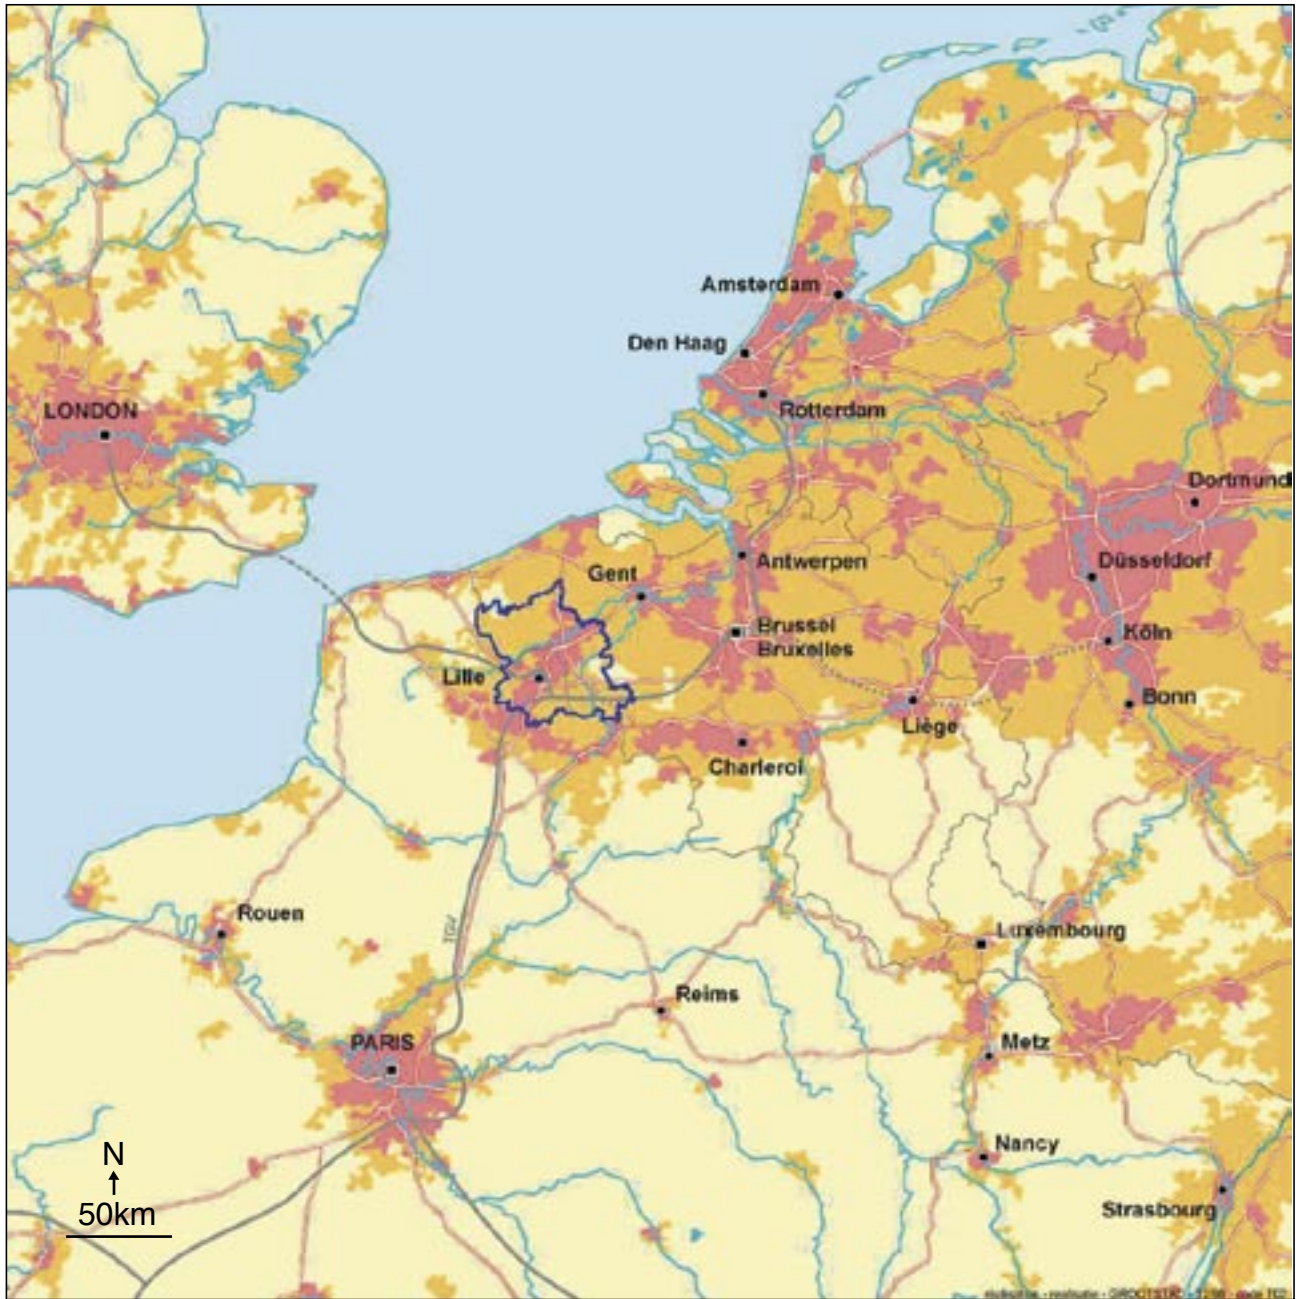 Amsterdam
Den Haag
LONDON
Rotterdam
Dortmund
Antwerpen
Düsseldorf
Gent
Brussel
Bruxelles
Köln
Lille
Bonn
Liège
Charleroi
Rouen
Luxembourg
TGV
Reims
PARIS
Metz
N
Nancy
50km
Strasbourg